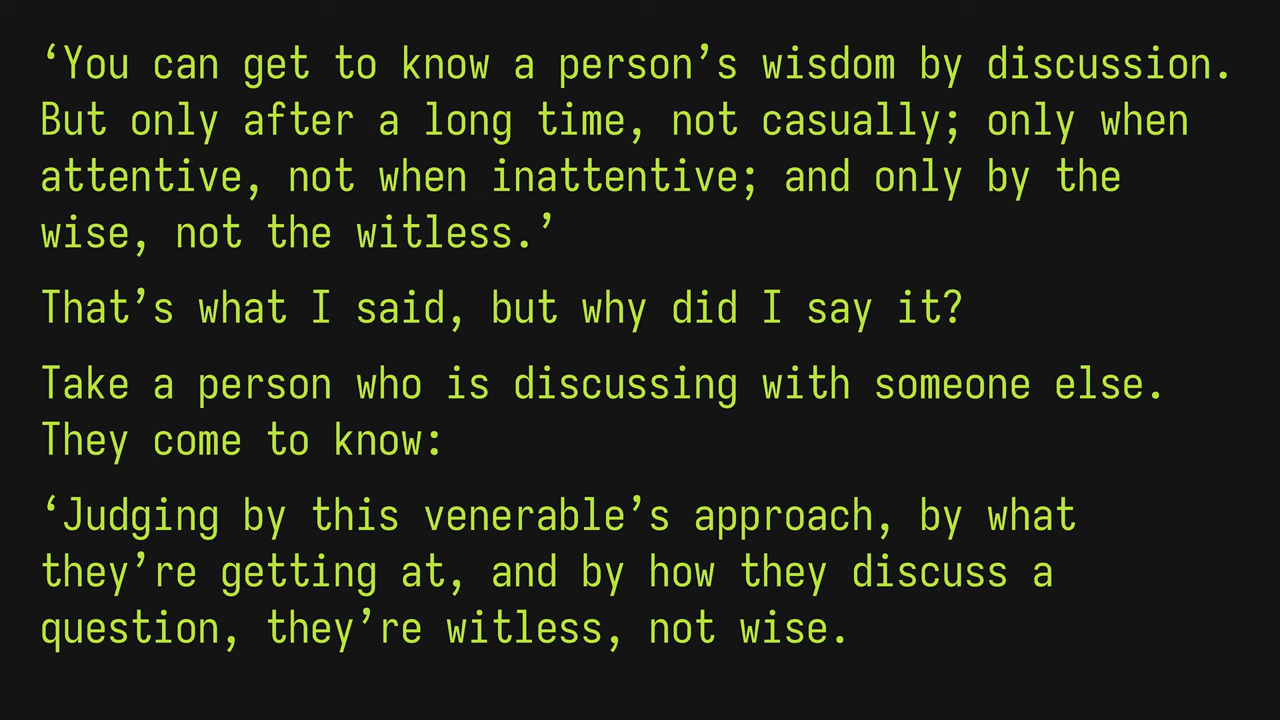 ‘You can get to know a person’s wisdom by discussion.
But only after a long time, not casually; only when
attentive, not when inattentive; and only by the
wise, not the witless.’
That’s what I said, but why did I say it?
Take a person who is discussing with someone else.
They come to know:
‘Judging by this venerable’s approach, by what
they’re getting at, and by how they discuss a
question, they’re witless, not wise.